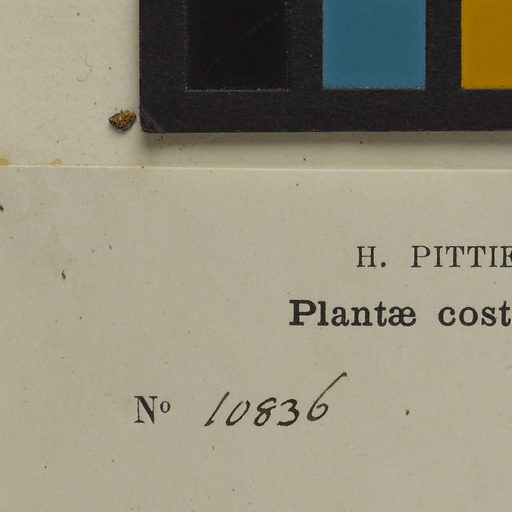 H. PITTIE
Plantæ cost
Nº 10836